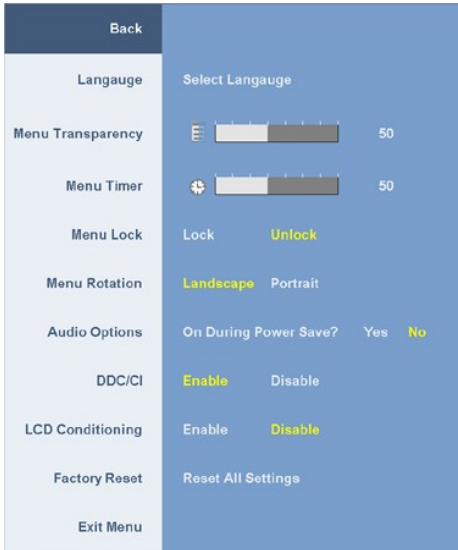 Back
Langauge Select Langauge
Menu Transparency 50
Menu Timer 50
Menu Lock Lock Unlock
Menu Rotation Landscape Portrait
Audio Options On During Power Save? Yes No
DDC/CI Enable Disable
LCD Conditioning Enable Disable
Factory Reset Reset All Settings
Exit Menu